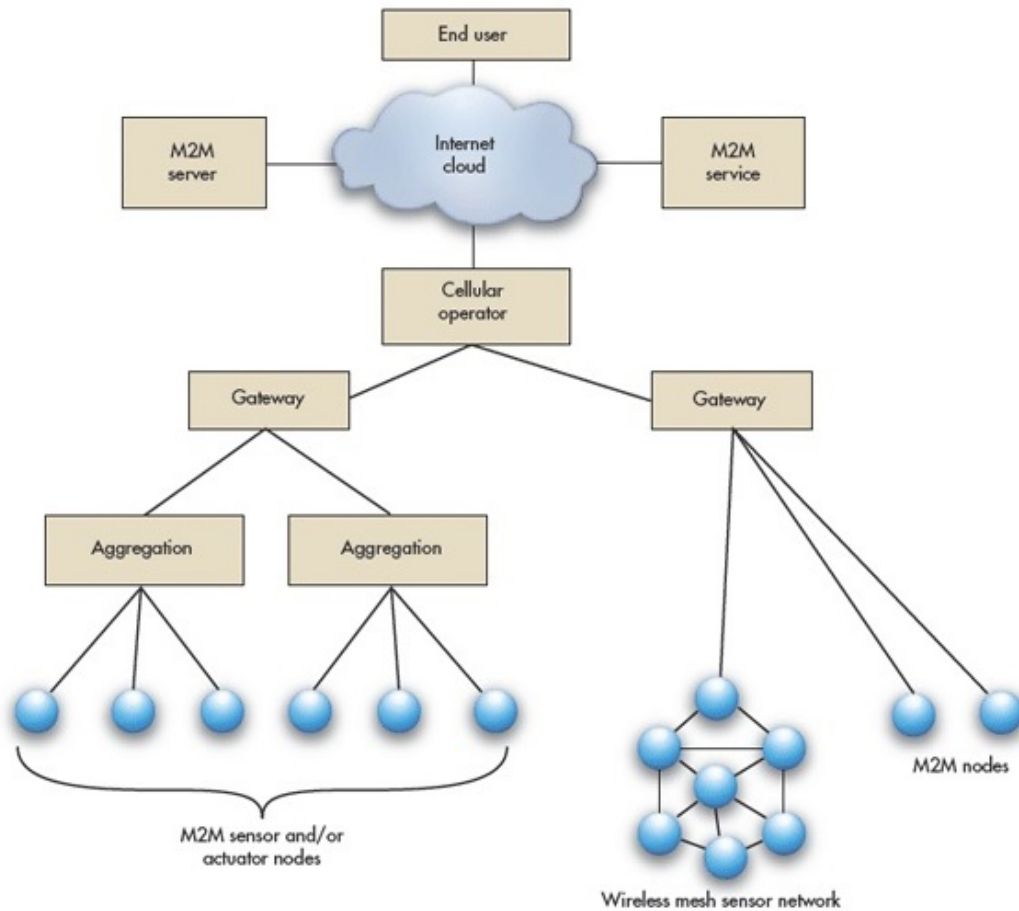 End user
M2M
server
Internet
cloud
M2M
service
Cellular
operator
Gateway
Gateway
Aggregation
Aggregation
M2M nodes
M2M sensor and/or
actuator nodes
Wireless mesh sensor network